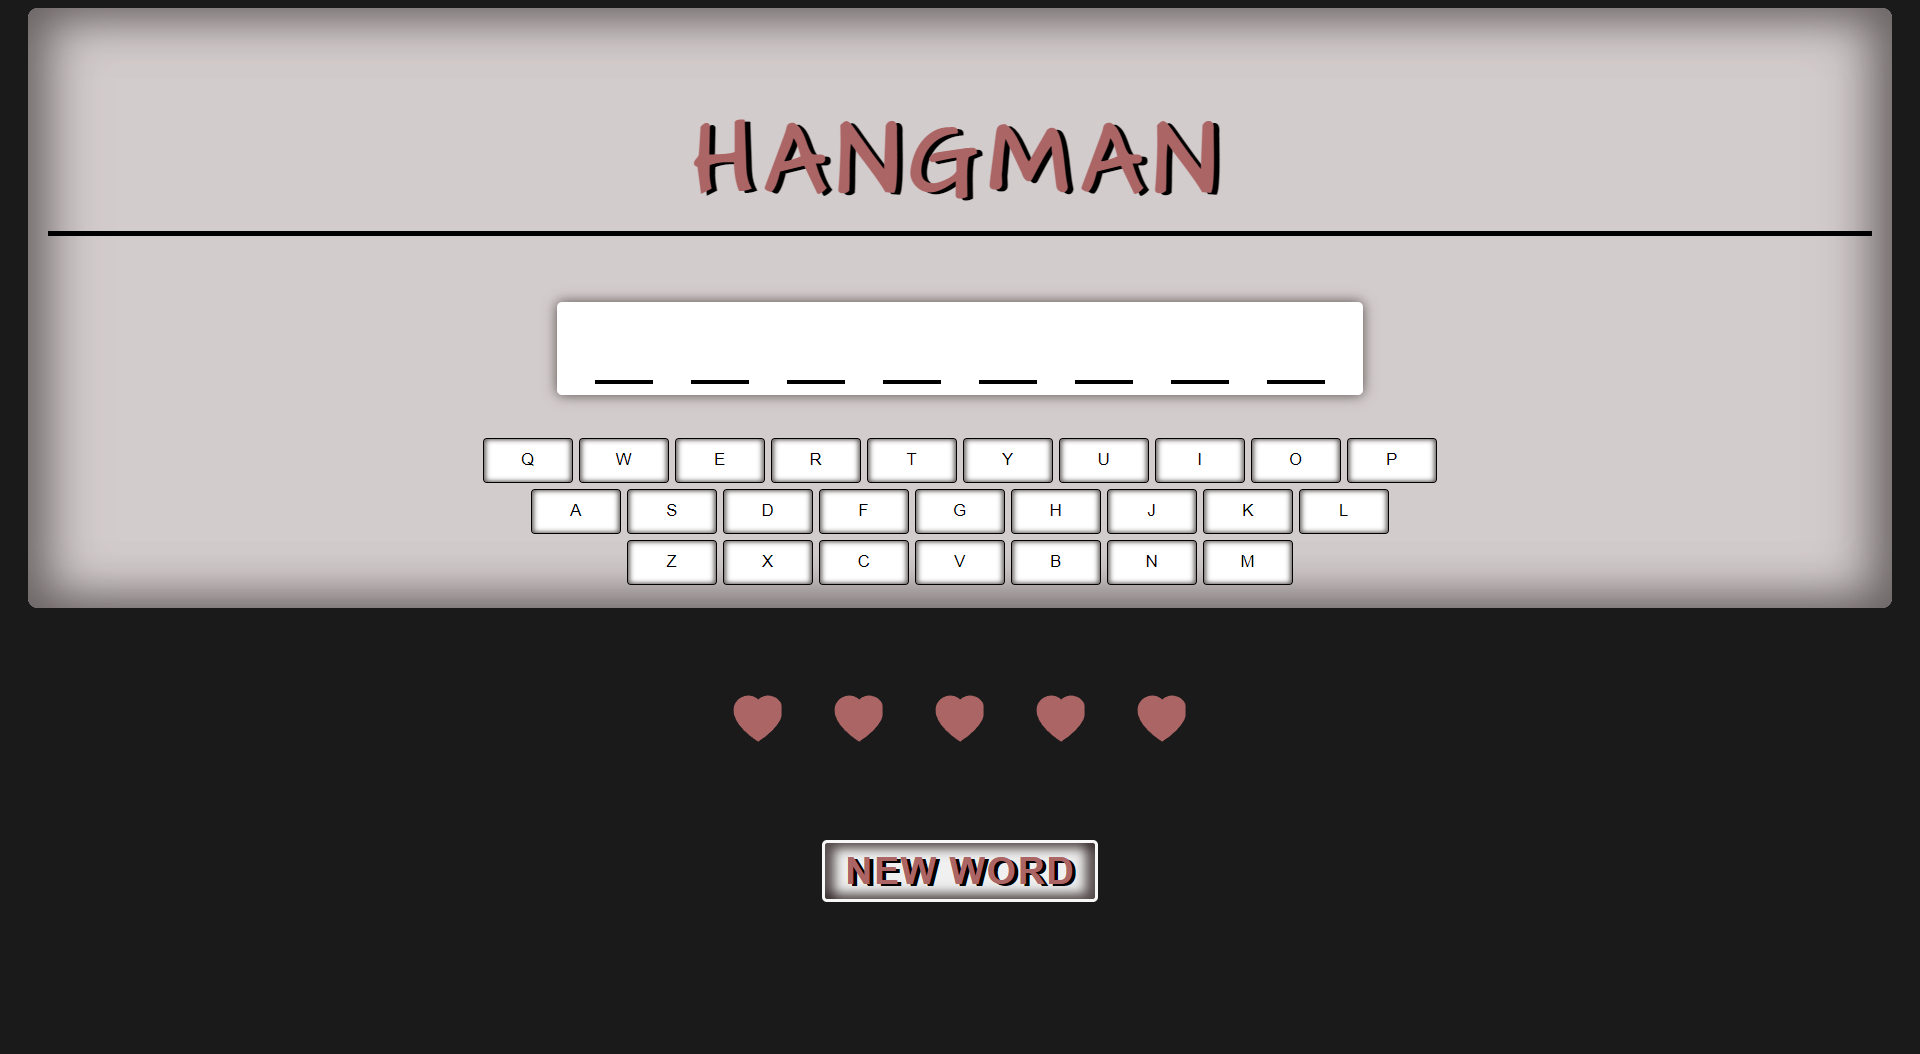 HANGMAN
Q W E R T Y U I O P
A S D F G H J K L
Z X C V B N M
NEW WORD